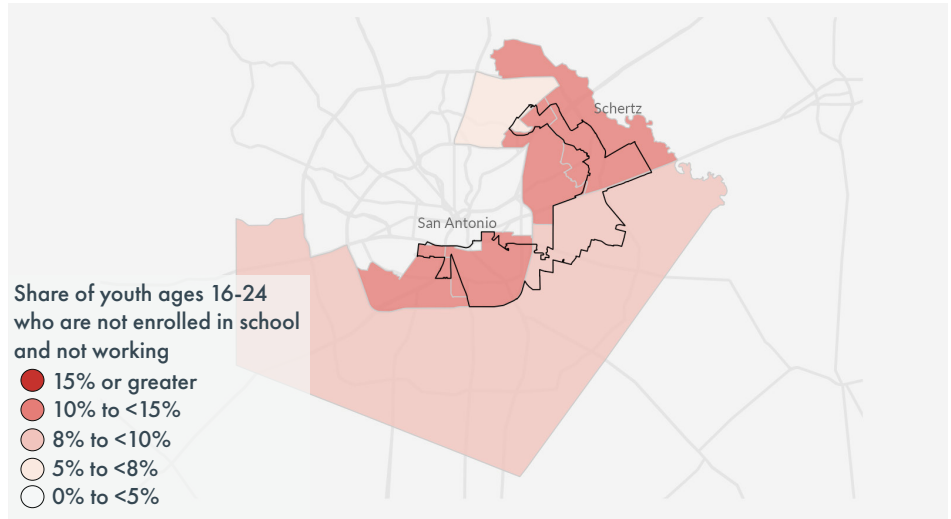 Schertz
San Antonio
Share of youth ages 16-24
who are not enrolled in school
and not working
15% or greater
10% to <15%
8% to <10%
5% to <8%
0% to <5%